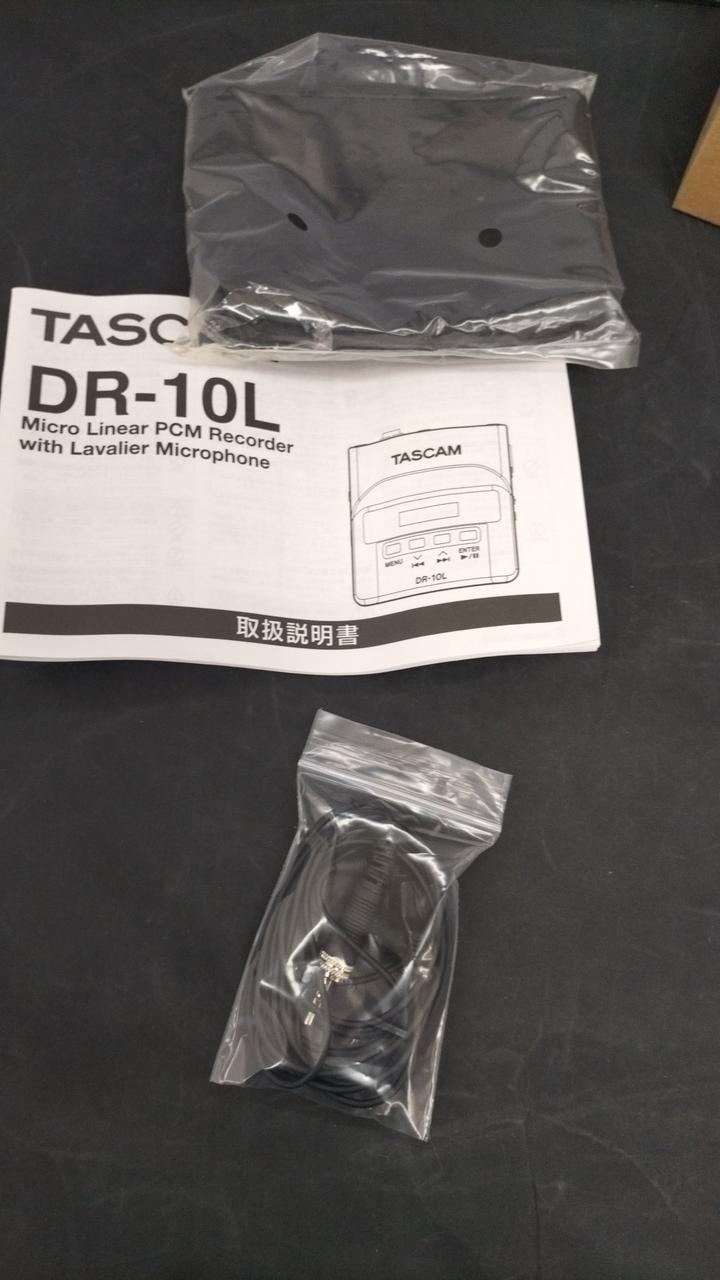 TASC
DR-10L
Micro Linear PCM Recorder
with Lavalier Microphone
TASCAM
MENU
ENTER
DR-10L
取扱説明書